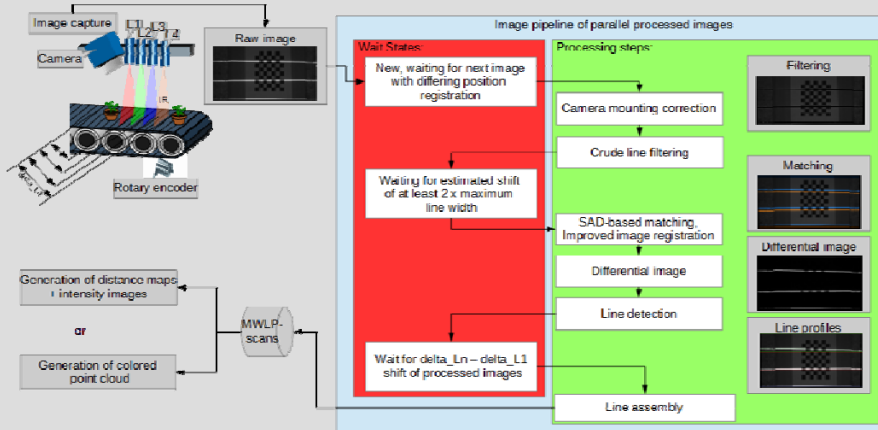 Image pipeline of parallel processed images
Image capture
L1
L2
L3
L4
Camera
Raw image
Wait States:
Processing steps:
New, waiting for next image
with differing position
registration
Filtering
Camera mounting correction
IR
Crude line filtering
Matching
Rotary encoder
Waiting for estimated shift
of at least 2 x maximum
line width
SAD-based matching,
Improved image registration
Differential image
Differential image
Generation of distance maps
+ intensity images
Line detection
MWLP-
scans
or
Line profiles
Wait for delta_Ln – delta_L1
shift of processed images
Generation of colored
point cloud
Line assembly